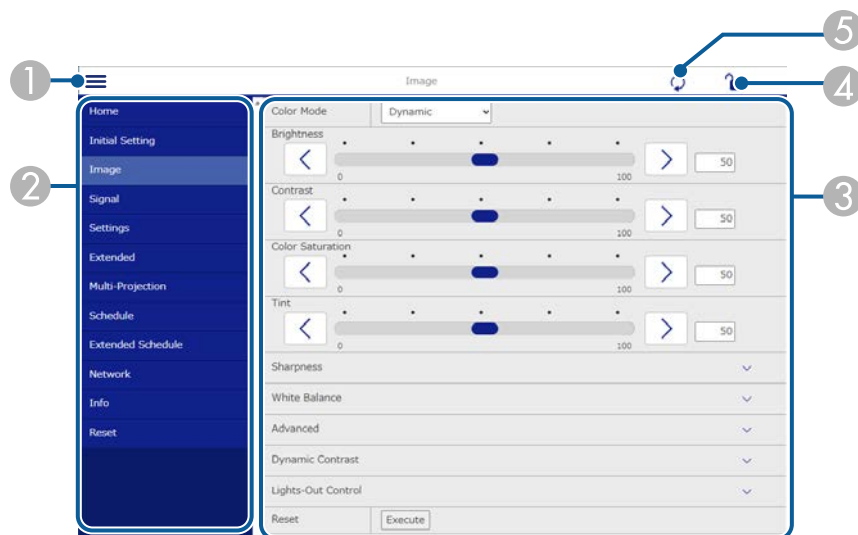 5
1
Image
4
Home
Initial Setting
Image
Signal
Settings
Extended
Multi-Projection
Schedule
Extended Schedule
Network
Info
Reset
2
Color Mode
Dynamic
Brightness
0
100
50
Contrast
0
100
50
Color Saturation
0
100
50
Tint
0
100
50
Sharpness
White Balance
Advanced
Dynamic Contrast
Lights-Out Control
Reset
Execute
3